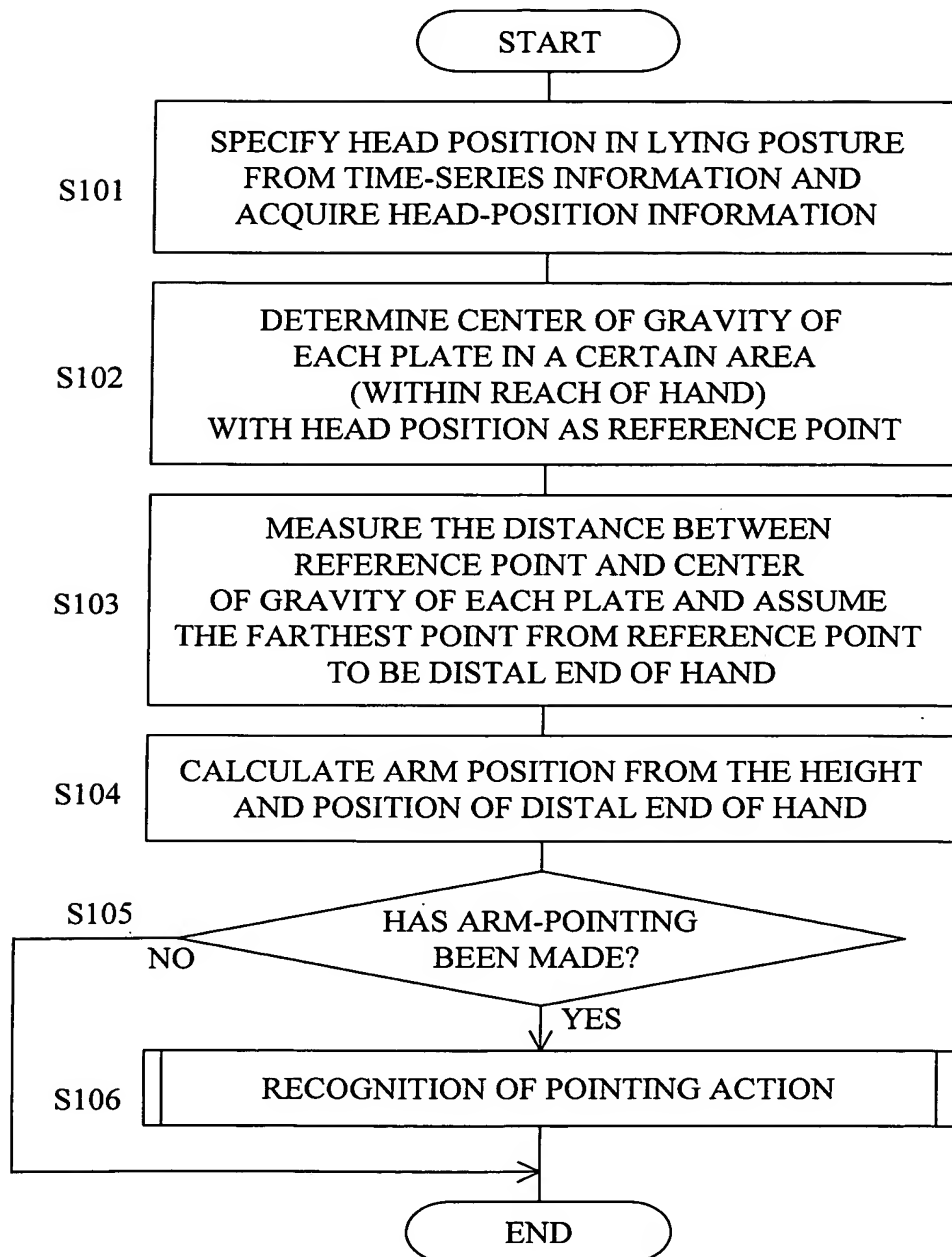 START
S101
SPECIFY HEAD POSITION IN LYING POSTURE
FROM TIME-SERIES INFORMATION AND
ACQUIRE HEAD-POSITION INFORMATION
S102
DETERMINE CENTER OF GRAVITY OF
EACH PLATE IN A CERTAIN AREA
(WITHIN REACH OF HAND)
WITH HEAD POSITION AS REFERENCE POINT
S103
MEASURE THE DISTANCE BETWEEN
REFERENCE POINT AND CENTER
OF GRAVITY OF EACH PLATE AND ASSUME
THE FARTHEST POINT FROM REFERENCE POINT
TO BE DISTAL END OF HAND
S104
CALCULATE ARM POSITION FROM THE HEIGHT
AND POSITION OF DISTAL END OF HAND
S105
HAS ARM-POINTING
BEEN MADE?
NO
YES
S106
RECOGNITION OF POINTING ACTION
END